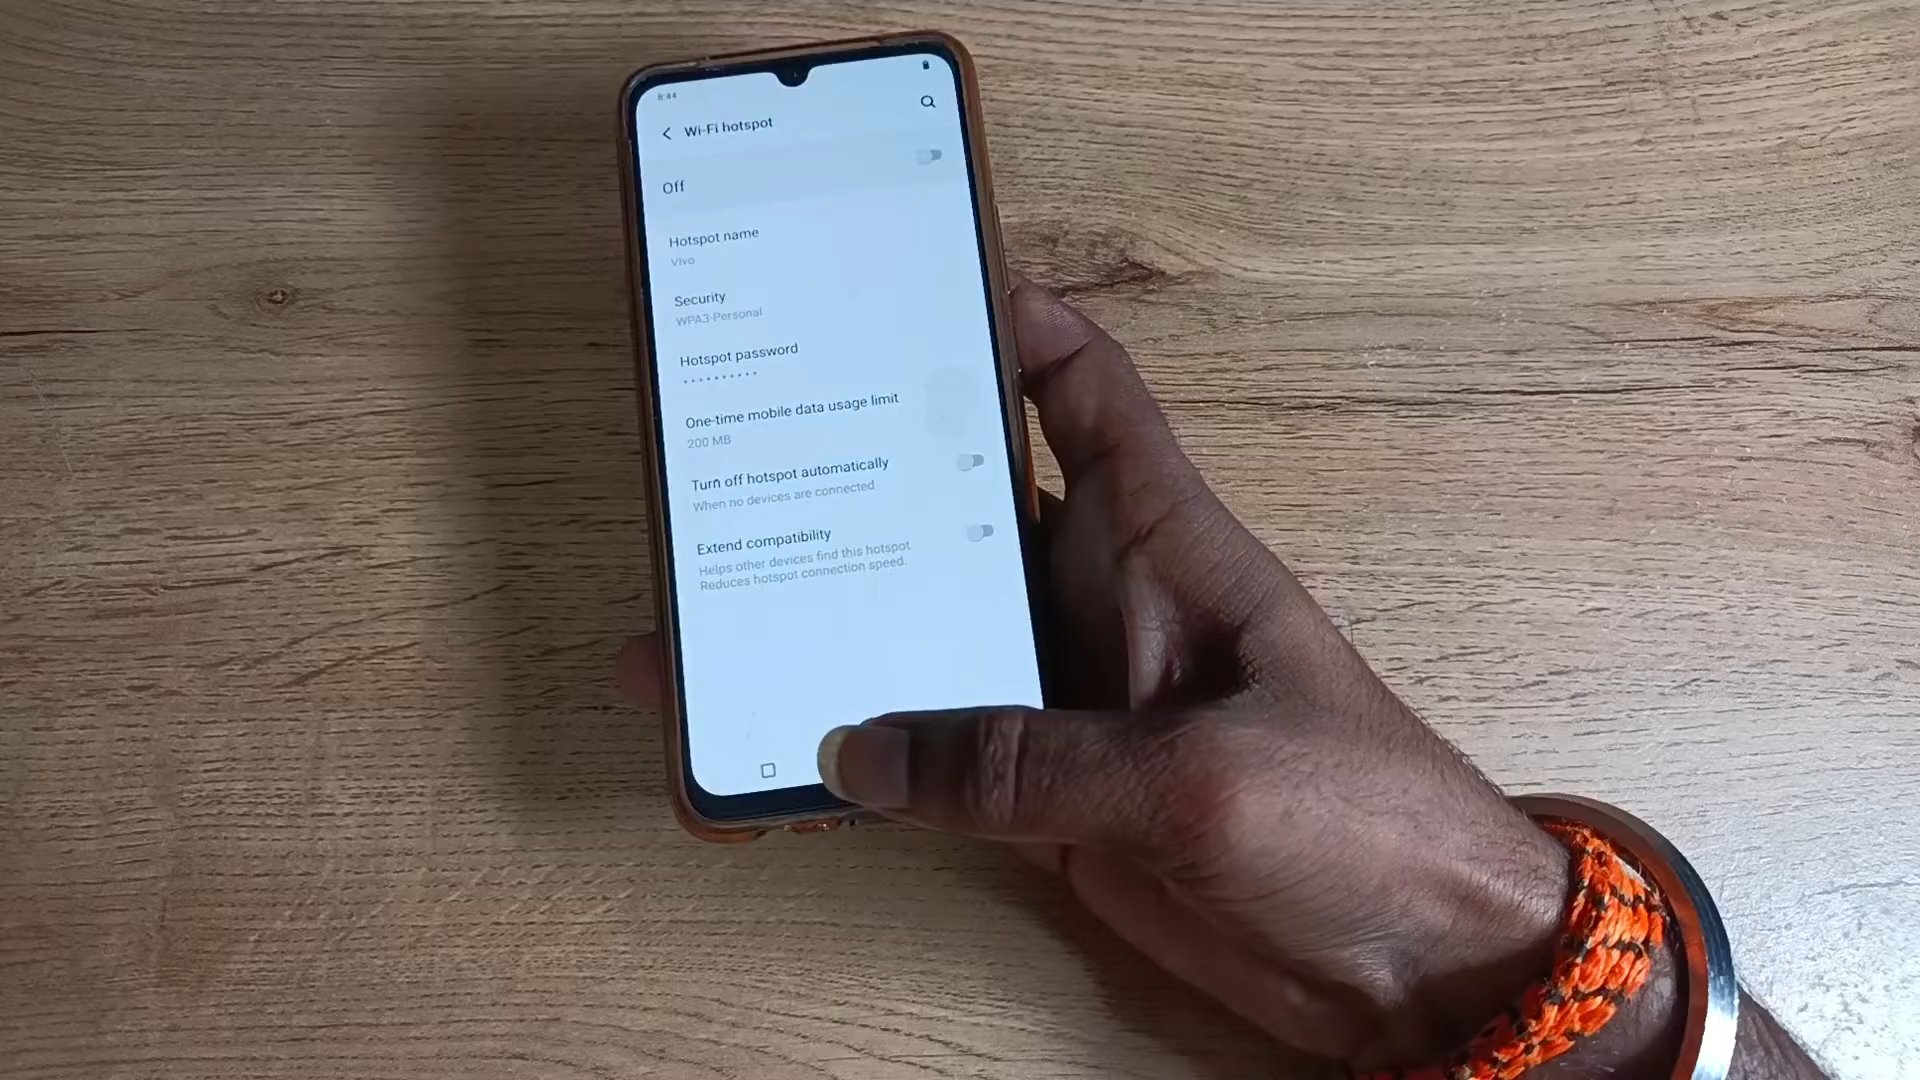 8:44
Wi-Fi hotspot
Off
Hotspot name
Vivo
Security
WPA3-Personal
Hotspot password
••••••••••
One-time mobile data usage limit
200 MB
Turn off hotspot automatically
When no devices are connected.
Extend compatibility
Helps other devices find this hotspot.
Reduces hotspot connection speed.